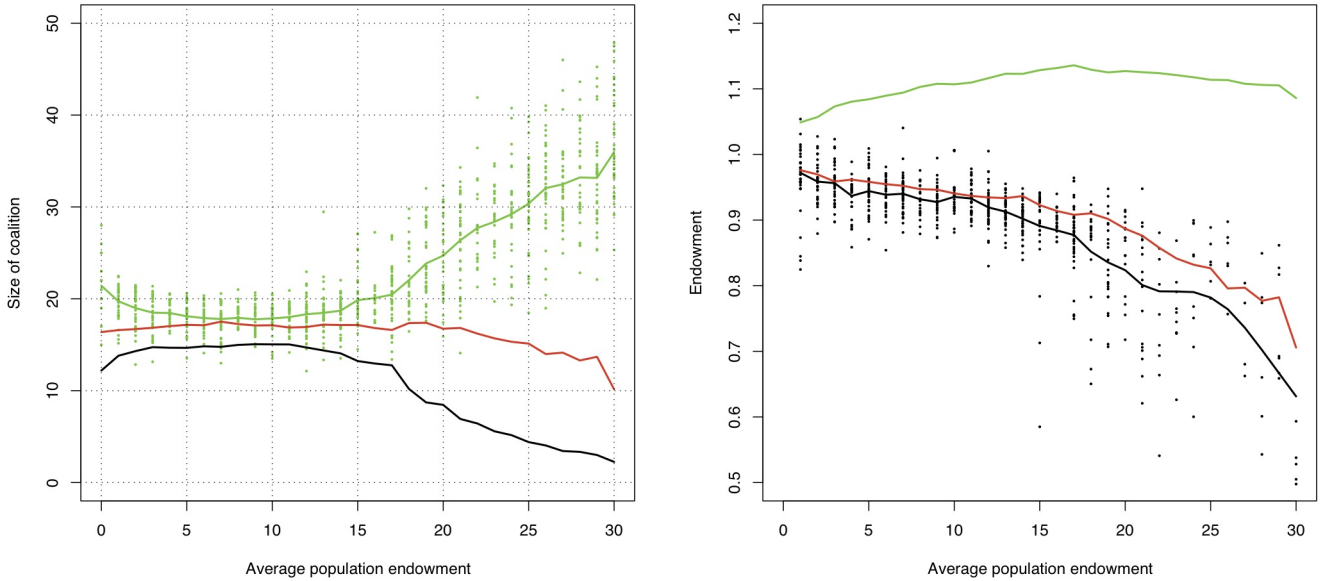 50
40
30
20
10
0
Size of coalition
0 5 10 15 20 25 30
Average population endowment
1.2
1.1
1.0
0.9
0.8
0.7
0.6
0.5
Endowment
0 5 10 15 20 25 30
Average population endowment